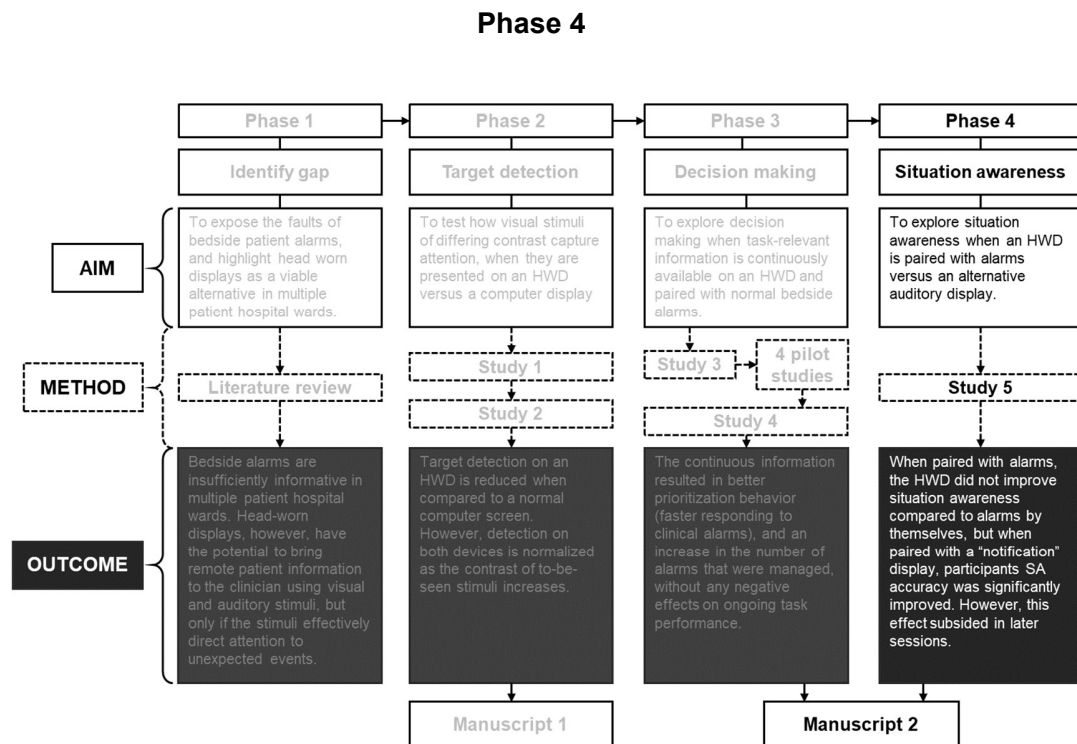 Phase 4
Phase 1
Phase 2
Phase 3
Phase 4
Identify gap
Target detection
Decision making
Situation awareness
AIM
To expose the faults of
bedside patient alarms,
and highlight head worn
displays as a viable
alternative in multiple
patient hospital wards.
To test how visual stimuli
of differing contrast capture
attention, when they are
presented on an HWD
versus a computer display
To explore decision
making when task-relevant
information is continuously
available on an HWD and
paired with normal bedside
alarms.
To explore situation
awareness when an HWD
is paired with alarms
versus an alternative
auditory display.
METHOD
Literature review
Study 1
Study 2
Study 3
4 pilot
studies
Study 4
Study 5
OUTCOME
Bedside alarms are
insufficiently informative in
multiple patient hospital
wards. Head-worn
displays, however, have
the potential to bring
remote patient information
to the clinician using visual
and auditory stimuli, but
only if the stimuli effectively
direct attention to
unexpected events.
Target detection on an
HWD is reduced when
compared to a normal
computer screen.
However, detection on
both devices is normalized
as the contrast of to-be-
seen stimuli increases.
The continuous information
resulted in better
prioritization behavior
(faster responding to
clinical alarms), and an
increase in the number of
alarms that were managed,
without any negative
effects on ongoing task
performance.
When paired with alarms,
the HWD did not improve
situation awareness
compared to alarms by
themselves, but when
paired with a “notification”
display, participants SA
accuracy was significantly
improved. However, this
effect subsided in later
sessions.
Manuscript 1
Manuscript 2